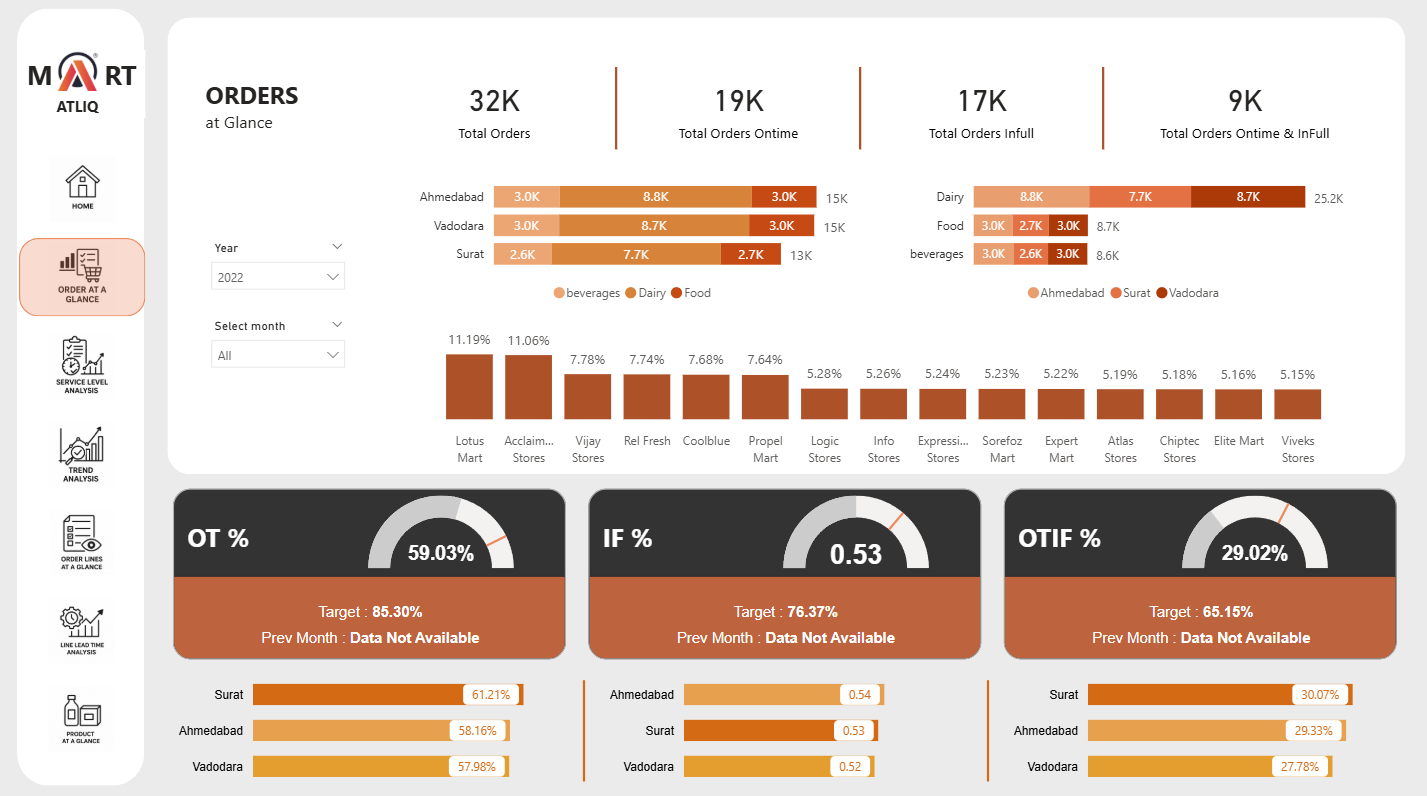 M A RT
ATLIQ
HOME
ORDER AT A
GLANCE
SERVICE LEVEL
ANALYSIS
TREND
ANALYSIS
ORDER LINES
AT A GLANCE
LINE LEAD TIME
ANALYSIS
PRODUCT
AT A GLANCE
ORDERS
at Glance
32K
Total Orders
19K
Total Orders Ontime
17K
Total Orders Infull
9K
Total Orders Ontime & InFull
Year
2022
Select month
All
Ahmedabad 3.0K 8.8K 3.0K 15K
Vadodara 3.0K 8.7K 3.0K 15K
Surat 2.6K 7.7K 2.7K 13K
beverages Dairy Food
Dairy 8.8K 7.7K 8.7K 25.2K
Food 3.0K 2.7K 3.0K 8.7K
beverages 3.0K 2.6K 3.0K 8.6K
Ahmedabad Surat Vadodara
11.19% 11.06% 7.78% 7.74% 7.68% 7.64% 5.28% 5.26% 5.24% 5.23% 5.22% 5.19% 5.18% 5.16% 5.15%
Lotus Acclaim... Vijay Rel Fresh Coolblue Propel Logic Info Expressi... Sorefoz Expert Atlas Chiptec Elite Mart Viveks
Mart Stores Stores Mart Stores Stores Stores Mart Mart Stores Stores Stores
OT %
59.03%
Target : 85.30%
Prev Month : Data Not Available
IF %
0.53
Target : 76.37%
Prev Month : Data Not Available
OTIF %
29.02%
Target : 65.15%
Prev Month : Data Not Available
Surat 61.21%
Ahmedabad 58.16%
Vadodara 57.98%
Ahmedabad 0.54
Surat 0.53
Vadodara 0.52
Surat 30.07%
Ahmedabad 29.33%
Vadodara 27.78%